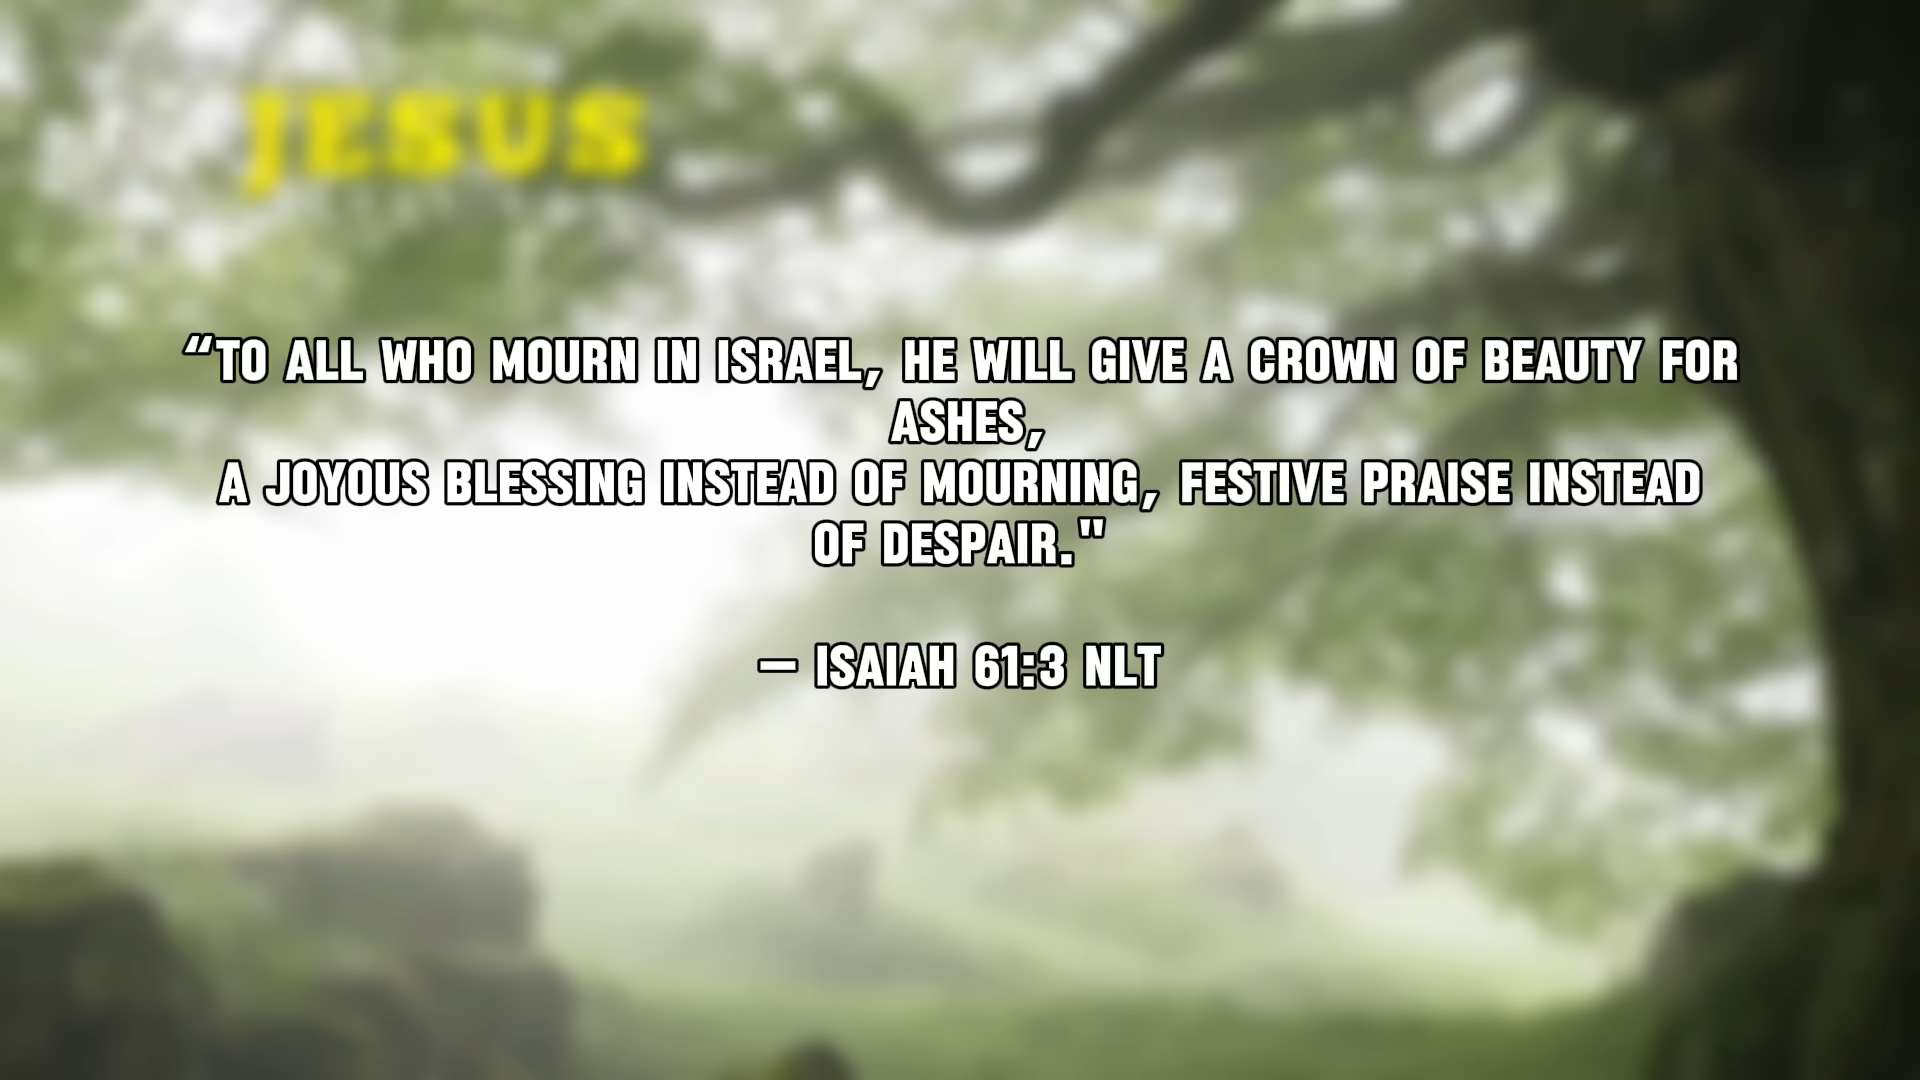 JESUS
“TO ALL WHO MOURN IN ISRAEL, HE WILL GIVE A CROWN OF BEAUTY FOR
ASHES,
A JOYOUS BLESSING INSTEAD OF MOURNING, FESTIVE PRAISE INSTEAD
OF DESPAIR."
– ISAIAH 61:3 NLT